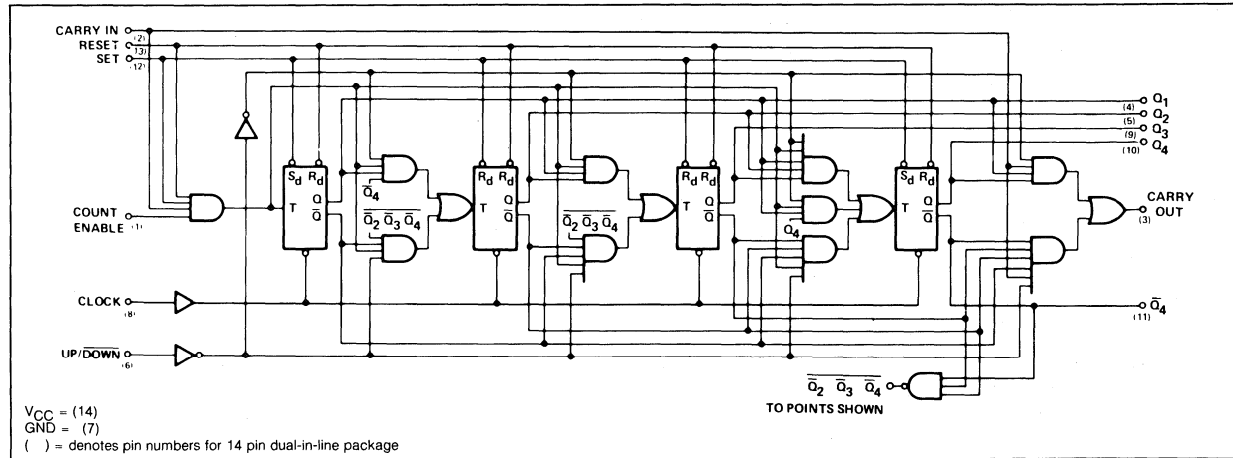 CARRY IN
(2)
RESET
(13)
SET
(12)
Q1
(4)
Q2
(5)
Q3
(9)
Q4
(10)
Sd Rd
Q
T
Q̅
Q̅4
Q̅2 Q̅3 Q̅4
Rd Rd
Q
T
Q̅
Q̅2 Q̅3 Q̅4
Rd Rd
Q
T
Q̅
Q4
Sd Rd
Q
T
Q̅
CARRY
OUT
(3)
COUNT
ENABLE
(1)
CLOCK
(8)
Q̅4
(11)
UP/DOWN
(6)
Q̅2 Q̅3 Q̅4
TO POINTS SHOWN
VCC = (14)
GND = (7)
( ) = denotes pin numbers for 14 pin dual-in-line package